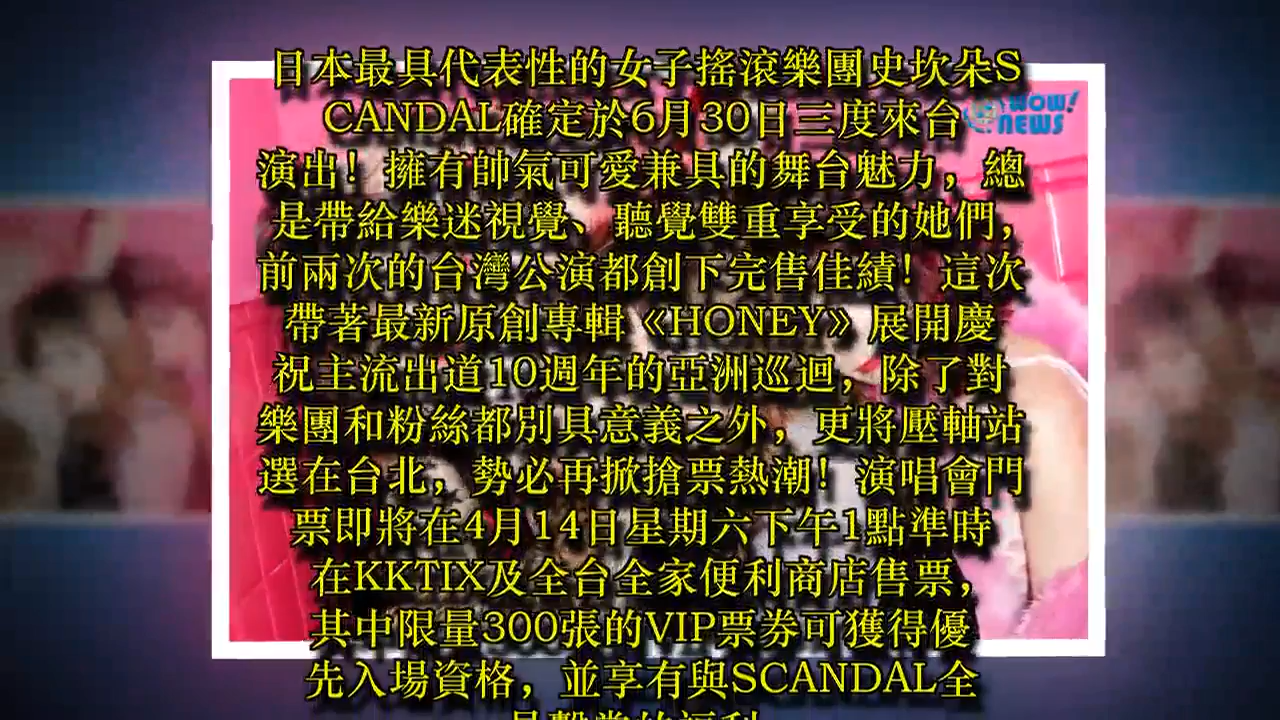 日本最具代表性的女子搖滾樂團史坎朵S
CANDAL確定於6月30日三度來台
演出！擁有帥氣可愛兼具的舞台魅力，總
是帶給樂迷視覺、聽覺雙重享受的她們，
前兩次的台灣公演都創下完售佳績！這次
帶著最新原創專輯《HONEY》展開慶
祝主流出道10週年的亞洲巡迴，除了對
樂團和粉絲都別具意義之外，更將壓軸站
選在台北，勢必再掀搶票熱潮！演唱會門
票即將在4月14日星期六下午1點準時
在KKTIX及全台全家便利商店售票，
其中限量300張的VIP票券可獲得優
先入場資格，並享有與SCANDAL全
WOW!
NEWS